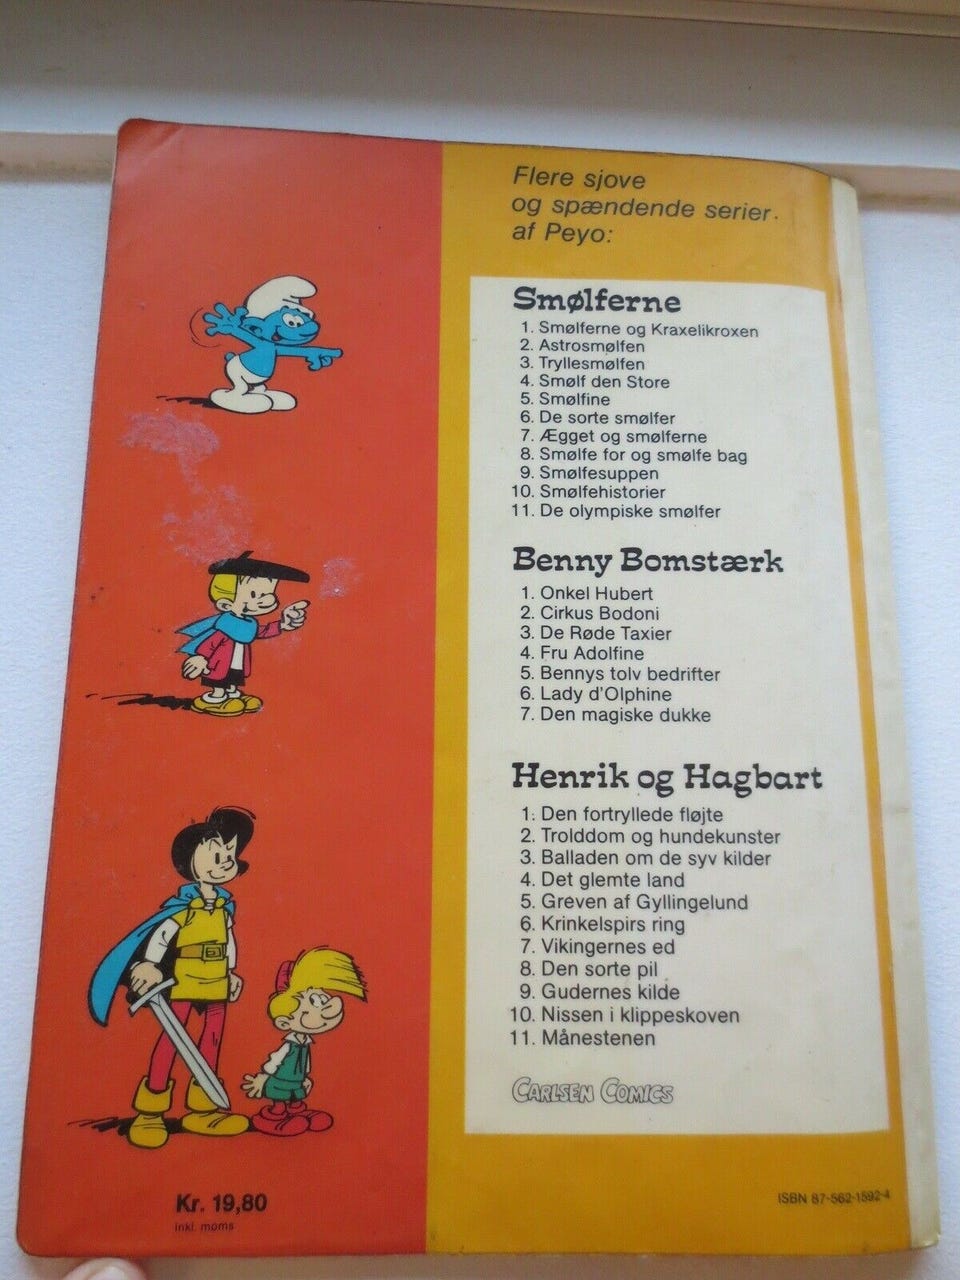 Flere sjove
og spændende serier.
af Peyo:
Smølferne
1. Smølferne og Kraxelikroxen
2. Astrosmølfen
3. Tryllesmølfen
4. Smølf den Store
5. Smølfine
6. De sorte smølfer
7. Ægget og smølferne
8. Smølfe for og smølfe bag
9. Smølfesuppen
10. Smølfehistorier
11. De olympiske smølfer
Benny Bomstærk
1. Onkel Hubert
2. Cirkus Bodoni
3. De Røde Taxier
4. Fru Adolfine
5. Bennys tolv bedrifter
6. Lady d'Olphine
7. Den magiske dukke
Henrik og Hagbart
1. Den fortryllede fløjte
2. Trolddom og hundekunster
3. Balladen om de syv kilder
4. Det glemte land
5. Greven af Gyllingelund
6. Krinkelspirs ring
7. Vikingernes ed
8. Den sorte pil
9. Gudernes kilde
10. Nissen i klippeskoven
11. Månestenen
CARLSEN COMICS
Kr. 19,80
inkl. moms
ISBN 87-562-1592-4